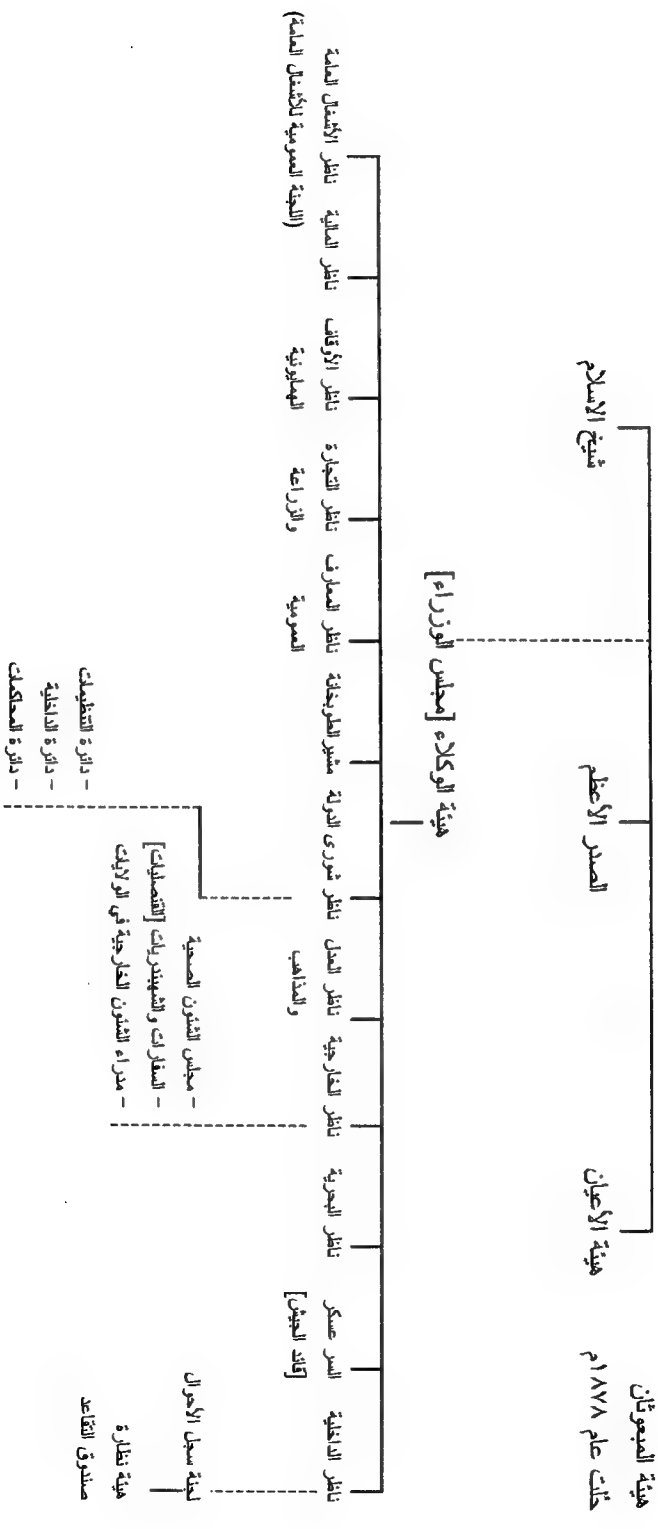 هيئة المبعوثان
حُلت عام ١٨٧٨م
هيئة الأعيان
الصدر الأعظم
شيخ الاسلام
هيئة الوكلاء [مجلس الوزراء]
ناظر الداخلية
لجنة سجل الأحوال
هيئة نظارة
صندوق التقاعد
السر عسكر
[قائد الجيش]
ناظر البحرية
ناظر الخارجية
- مجلس الشئون الصحية
- السفارات والشهبندريات [القنصليات]
- مدراء الشئون الخارجية في الولايات
ناظر العدل
والمذاهب
ناظر شورى الدولة
- دائرة التنظيمات
- دائرة الداخلية
- دائرة المحاكمات
مشير الطوبخانة
ناظر المعارف
العمومية
ناظر التجارة
والزراعة
ناظر الأوقاف
الهمايونية
ناظر المالية
ناظر الأشغال العامة
(اللجنة العمومية للأشغال العامة)